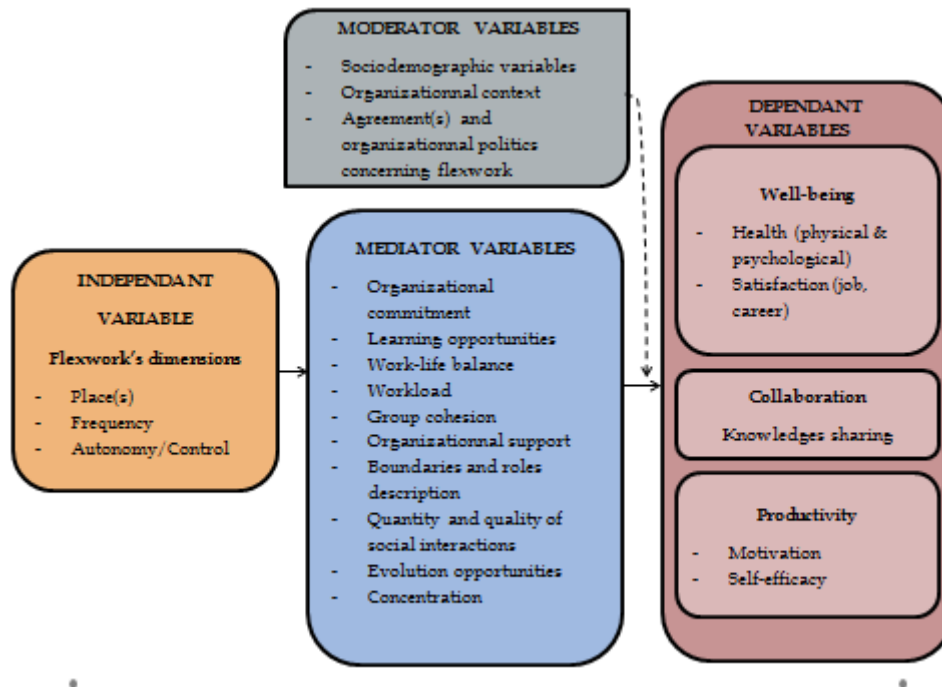 MODERATOR VARIABLES
- Sociodemographic variables
- Organizationnal context
- Agreement(s) and
organizationnal politics
concerning flexwork
INDEPENDANT
VARIABLE
Flexwork's dimensions
- Place(s)
- Frequency
- Autonomy/Control
MEDIATOR VARIABLES
- Organizational
commitment
- Learning opportunities
- Work-life balance
- Workload
- Group cohesion
- Organizationnal support
- Boundaries and roles
description
- Quantity and quality of
social interactions
- Evolution opportunities
- Concentration
DEPENDANT
VARIABLES
Well-being
- Health (physical &
psychological)
- Satisfaction (job,
career)
Collaboration
Knowledges sharing
Productivity
- Motivation
- Self-efficacy